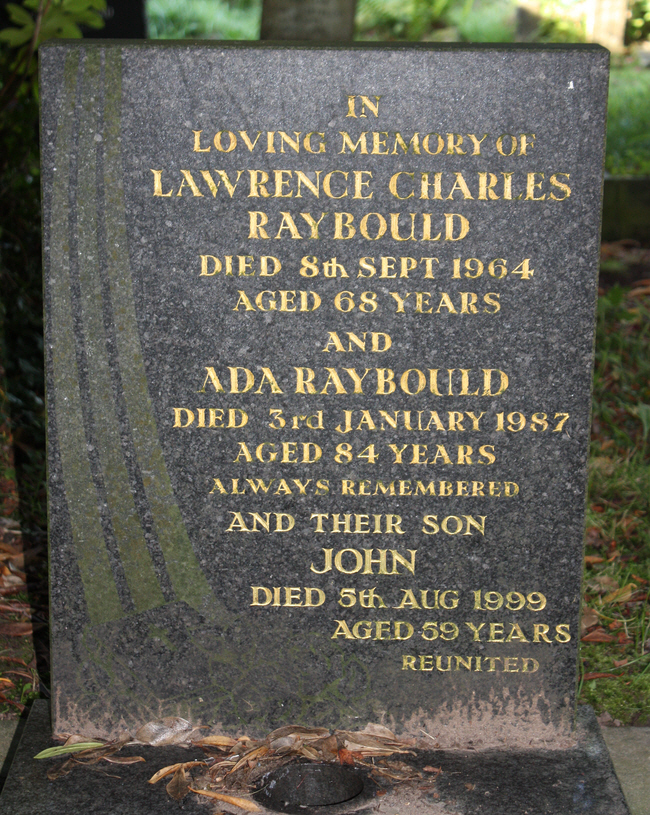 IN
LOVING MEMORY OF
LAWRENCE CHARLES
RAYBOULD
DIED 8th SEPT 1964
AGED 68 YEARS
AND
ADA RAYBOULD
DIED 3rd JANUARY 1987
AGED 84 YEARS
ALWAYS REMEMBERED
AND THEIR SON
JOHN
DIED 5th AUG 1999
AGED 59 YEARS
REUNITED